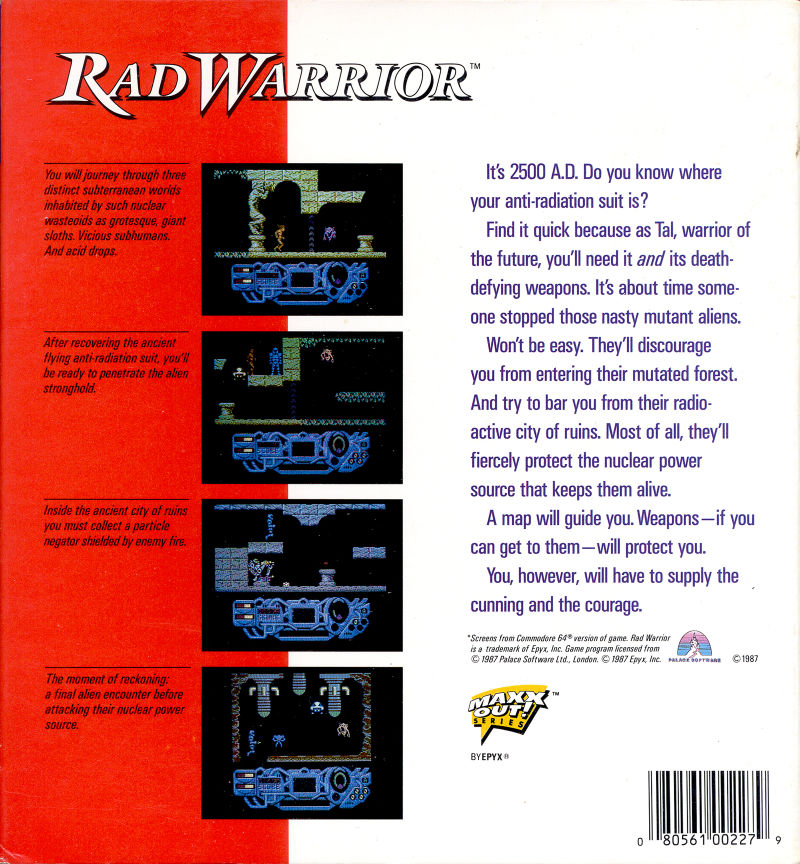 RAD WARRIOR™
You will journey through three
distinct subterranean worlds
inhabited by such nuclear
wasteoids as grotesque, giant
sloths. Vicious subhumans.
And acid drops.
After recovering the ancient
flying anti-radiation suit, you'll
be ready to penetrate the alien
stronghold.
Inside the ancient city of ruins
you must collect a particle
negator shielded by enemy fire.
The moment of reckoning:
a final alien encounter before
attacking their nuclear power
source.
It's 2500 A.D. Do you know where
your anti-radiation suit is?
Find it quick because as Tal, warrior of
the future, you'll need it and its death-
defying weapons. It's about time some-
one stopped those nasty mutant aliens.
Won't be easy. They'll discourage
you from entering their mutated forest.
And try to bar you from their radio-
active city of ruins. Most of all, they'll
fiercely protect the nuclear power
source that keeps them alive.
A map will guide you. Weapons—if you
can get to them—will protect you.
You, however, will have to supply the
cunning and the courage.
*Screens from Commodore 64® version of game. Rad Warrior
is a trademark of Epyx, Inc. Game program licensed from
© 1987 Palace Software Ltd., London. © 1987 Epyx, Inc.
PALACE SOFTWARE
© 1987
MAXX
OUT!™
SERIES
BY EPYX®
0 80561 00227 9